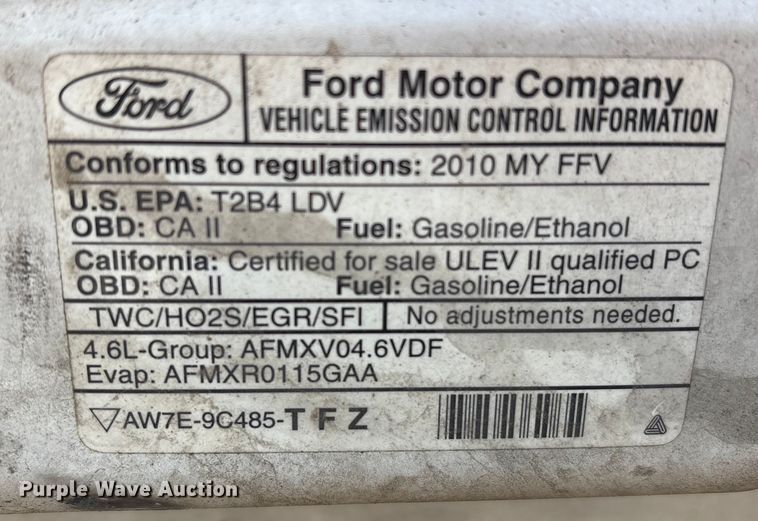 Ford
Ford Motor Company
VEHICLE EMISSION CONTROL INFORMATION
Conforms to regulations: 2010 MY FFV
U.S. EPA: T2B4 LDV
OBD: CA II Fuel: Gasoline/Ethanol
California: Certified for sale ULEV II qualified PC
OBD: CA II Fuel: Gasoline/Ethanol
TWC/HO2S/EGR/SFI No adjustments needed.
4.6L-Group: AFMXV04.6VDF
Evap: AFMXR0115GAA
AW7E-9C485-T F Z
Purple Wave Auction